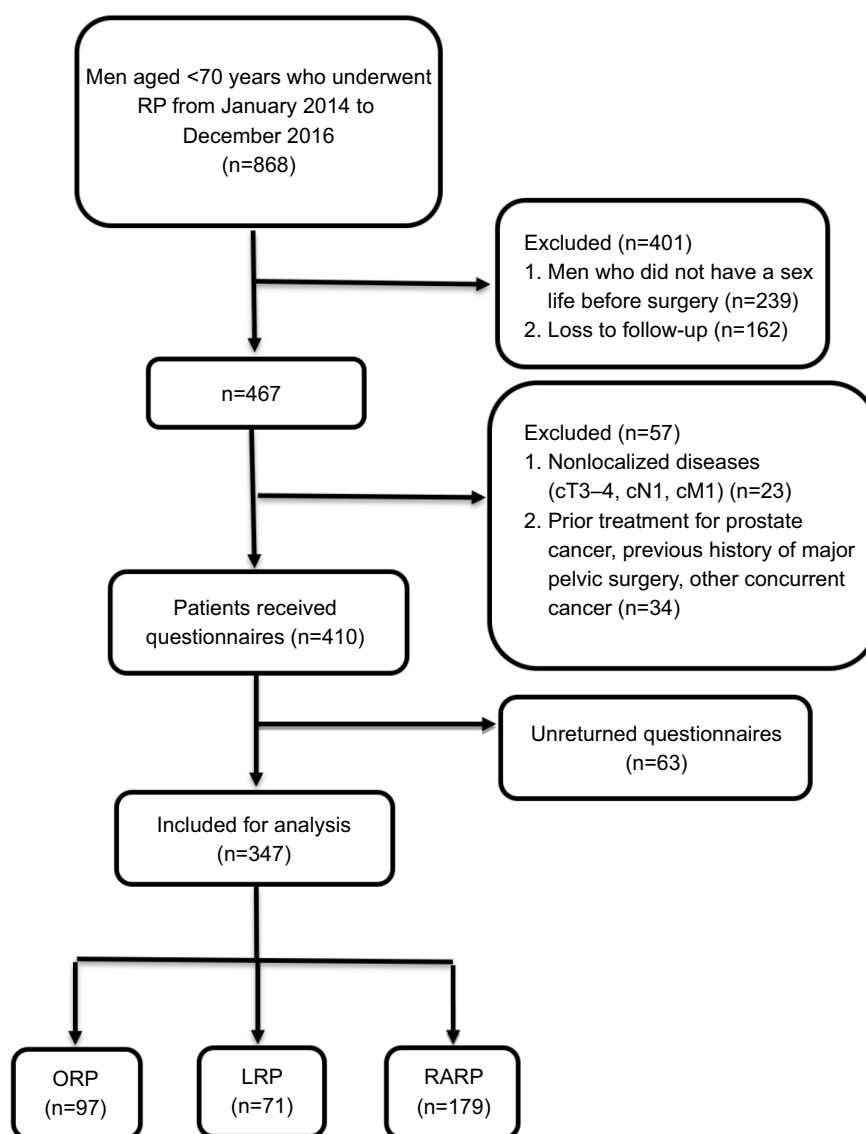 Men aged <70 years who underwent
RP from January 2014 to
December 2016
(n=868)
Excluded (n=401)
1. Men who did not have a sex
life before surgery (n=239)
2. Loss to follow-up (n=162)
n=467
Excluded (n=57)
1. Nonlocalized diseases
(cT3–4, cN1, cM1) (n=23)
2. Prior treatment for prostate
cancer, previous history of major
pelvic surgery, other concurrent
cancer (n=34)
Patients received
questionnaires (n=410)
Unreturned questionnaires
(n=63)
Included for analysis
(n=347)
ORP
(n=97)
LRP
(n=71)
RARP
(n=179)